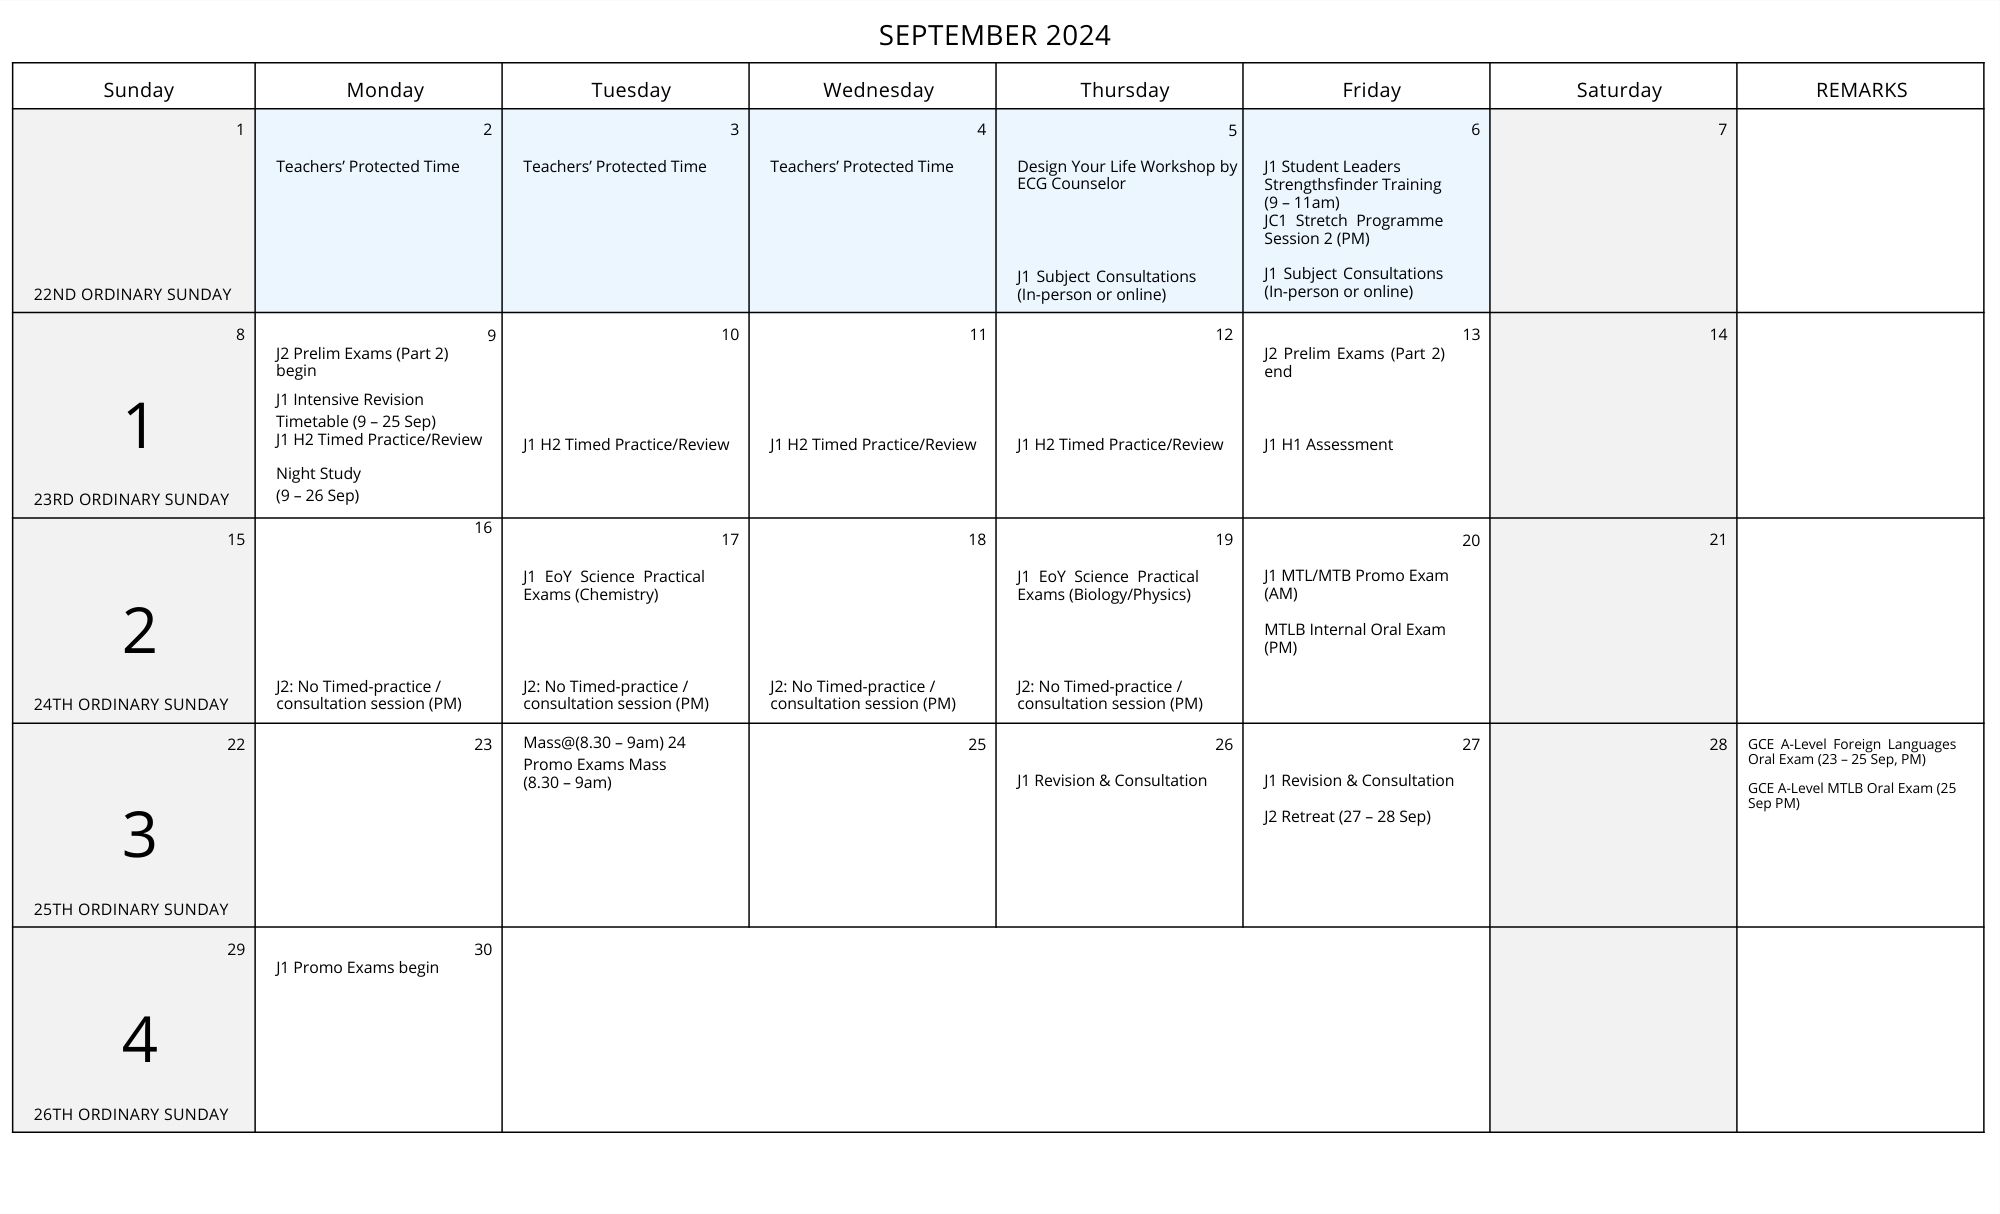 SEPTEMBER 2024
Sunday
Monday
Tuesday
Wednesday
Thursday
Friday
Saturday
REMARKS
1
22ND ORDINARY SUNDAY
2
Teachers’ Protected Time
3
Teachers’ Protected Time
4
Teachers’ Protected Time
5
Design Your Life Workshop by
ECG Counselor
J1 Subject Consultations
(In-person or online)
6
J1 Student Leaders
Strengthsfinder Training
(9 – 11am)
JC1 Stretch Programme
Session 2 (PM)
J1 Subject Consultations
(In-person or online)
7
8
1
23RD ORDINARY SUNDAY
9
J2 Prelim Exams (Part 2)
begin
J1 Intensive Revision
Timetable (9 – 25 Sep)
J1 H2 Timed Practice/Review
Night Study
(9 – 26 Sep)
10
J1 H2 Timed Practice/Review
11
J1 H2 Timed Practice/Review
12
J1 H2 Timed Practice/Review
13
J2 Prelim Exams (Part 2)
end
J1 H1 Assessment
14
15
2
24TH ORDINARY SUNDAY
16
J2: No Timed-practice /
consultation session (PM)
17
J1 EoY Science Practical
Exams (Chemistry)
J2: No Timed-practice /
consultation session (PM)
18
J2: No Timed-practice /
consultation session (PM)
19
J1 EoY Science Practical
Exams (Biology/Physics)
J2: No Timed-practice /
consultation session (PM)
20
J1 MTL/MTB Promo Exam
(AM)
MTLB Internal Oral Exam
(PM)
21
22
3
25TH ORDINARY SUNDAY
23
Mass@(8.30 – 9am) 24
Promo Exams Mass
(8.30 – 9am)
25
26
J1 Revision & Consultation
27
J1 Revision & Consultation
J2 Retreat (27 – 28 Sep)
28
GCE A-Level Foreign Languages
Oral Exam (23 – 25 Sep, PM)
GCE A-Level MTLB Oral Exam (25
Sep PM)
29
4
26TH ORDINARY SUNDAY
30
J1 Promo Exams begin